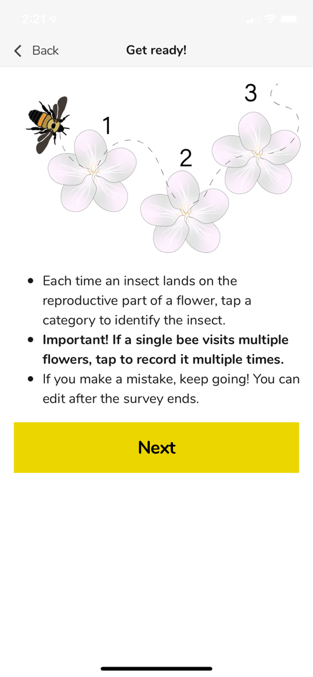 2:21
Back
Get ready!
3
1
2
• Each time an insect lands on the
reproductive part of a flower, tap a
category to identify the insect.
• Important! If a single bee visits multiple
flowers, tap to record it multiple times.
• If you make a mistake, keep going! You can
edit after the survey ends.
Next